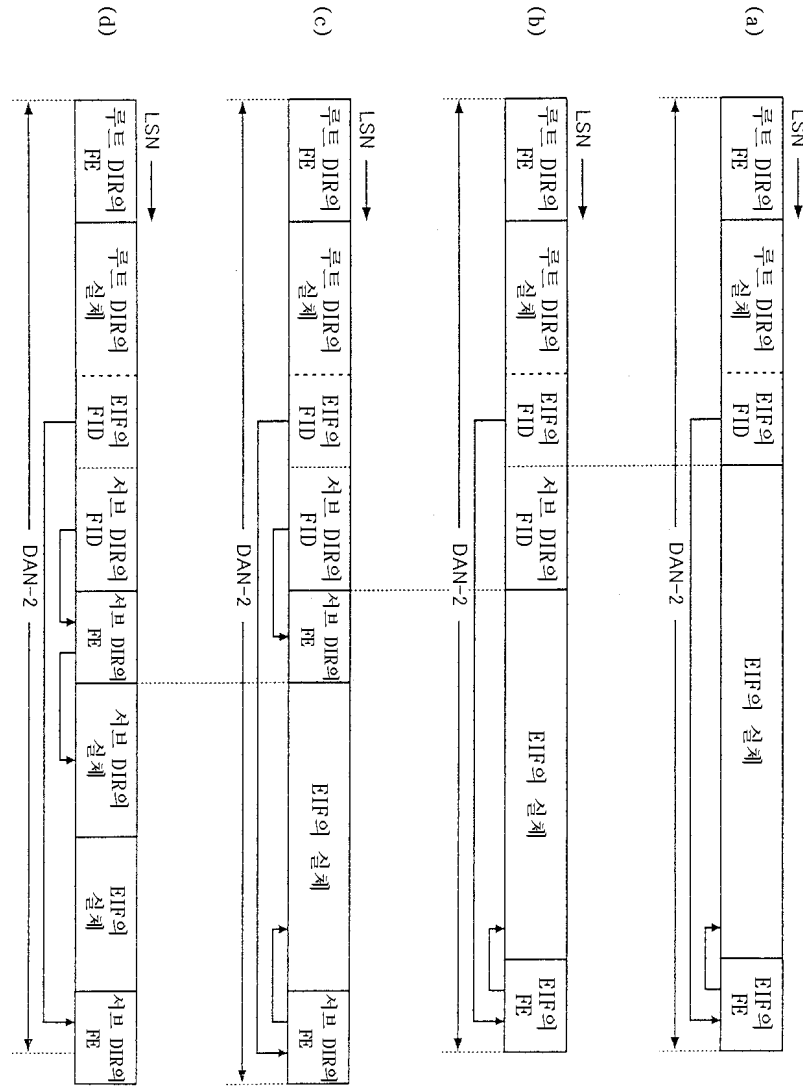 (a)
LSN
루트 DIR의
FE
루트 DIR의
실체
EIF의
FID
EIF의 실체
EIF의
FE
DAN-2
(b)
LSN
루트 DIR의
FE
루트 DIR의
실체
EIF의
FID
서브 DIR의
FID
EIF의 실체
EIF의
FE
DAN-2
(c)
LSN
루트 DIR의
FE
루트 DIR의
실체
EIF의
FID
서브 DIR의
FID
서브 DIR의
FE
EIF의 실체
서브 DIR의
FE
DAN-2
(d)
LSN
루트 DIR의
FE
루트 DIR의
실체
EIF의
FID
서브 DIR의
FID
서브 DIR의
FE
서브 DIR의
실체
EIF의
실체
서브 DIR의
FE
DAN-2